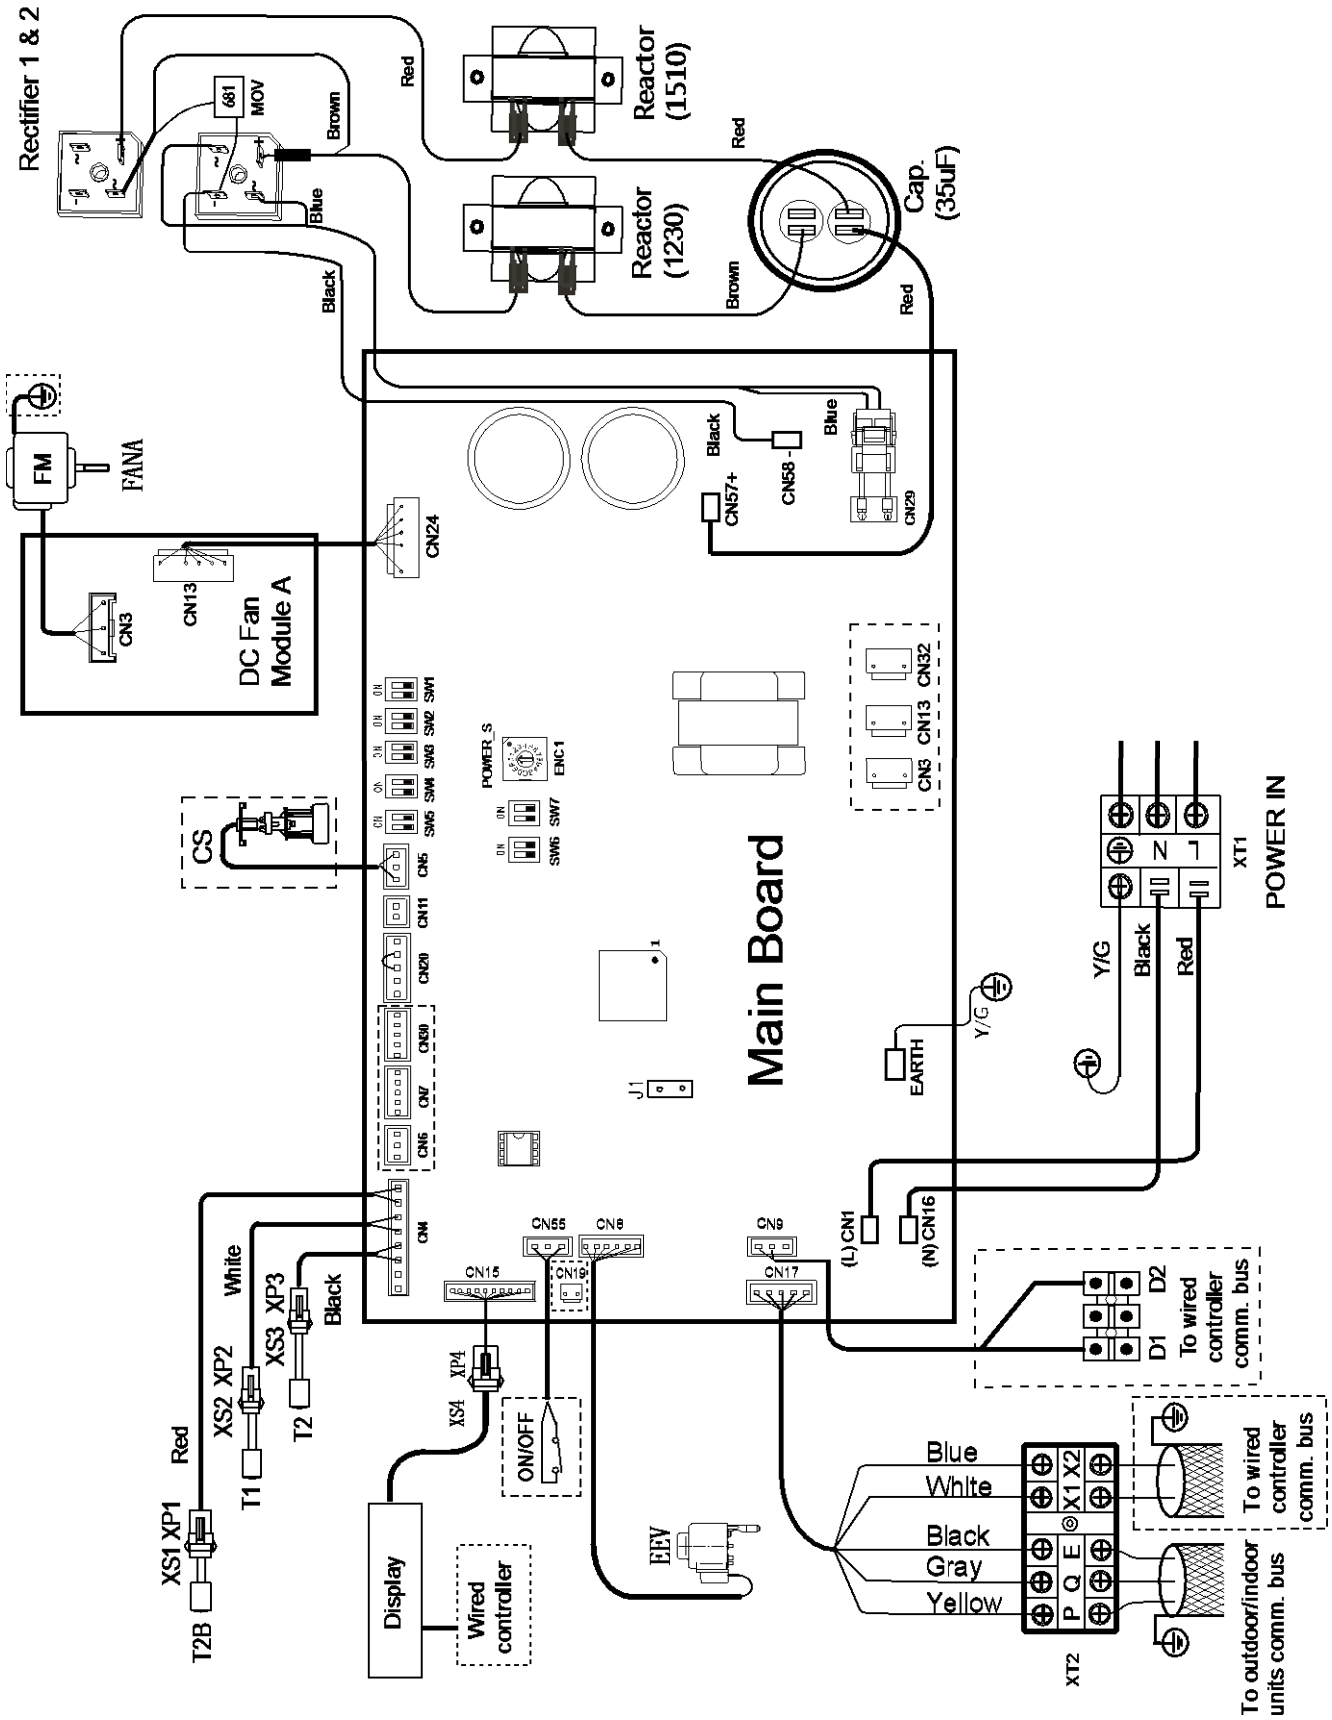 Rectifier 1 & 2
681
MOV
Brown
Blue
Black
Red
Reactor
(1510)
Red
Reactor
(1230)
Brown
Cap.
(35uF)
Red
FM
FANA
CN3
CN13
DC Fan
Module A
CN24
Black
CN57+
CN58 -
Blue
CN29
SW1
SW2
SW3
SW4
SW5
ON
ON
POWER_S
ENC1
ON
SW7
ON
SW6
CS
CN5
CN11
CN20
CN30
CN7
CN6
CN4
1
J1
Main Board
CN32
CN13
CN3
EARTH
Y/G
POWER IN
XT1
N
L
Y/G
Black
Red
(L) CN1
(N) CN16
CN55
CN8
CN19
CN15
CN9
CN17
Red
White
Black
XS1 XP1
XS2 XP2
XS3 XP3
T2B
T1
T2
XS4
XP4
ON/OFF
Display
Wired
controller
EEV
D1
D2
To wired
controller
comm. bus
Blue
White
Black
Gray
Yellow
X2
X1
E
Q
P
XT2
To wired
controller
comm. bus
To outdoor/indoor
units comm. bus